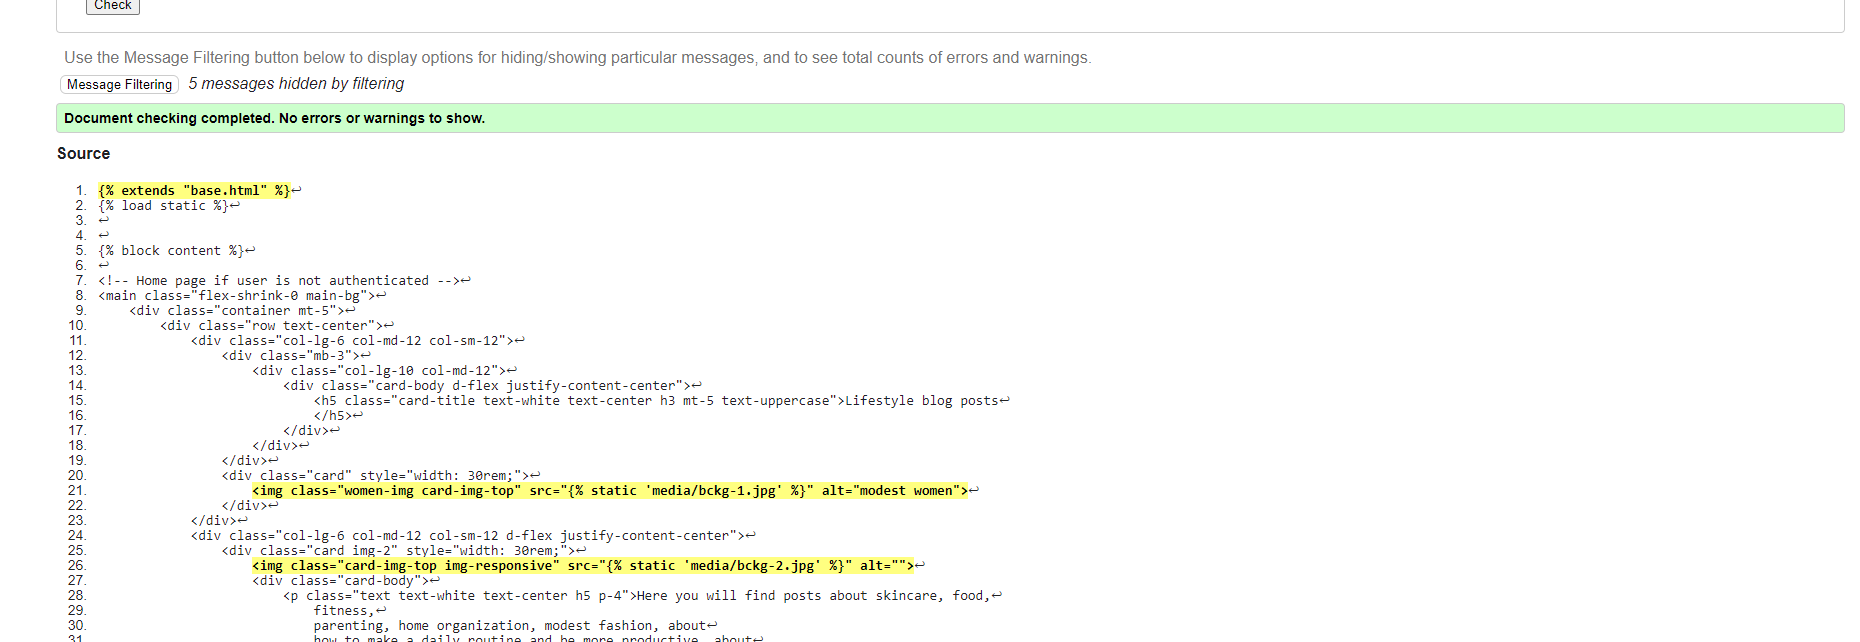 Check
Use the Message Filtering button below to display options for hiding/showing particular messages, and to see total counts of errors and warnings.
Message Filtering 5 messages hidden by filtering
Document checking completed. No errors or warnings to show.
Source
1. {% extends "base.html" %}↩
2. {% load static %}↩
3. ↩
4. ↩
5. {% block content %}↩
6. ↩
7. <!-- Home page if user is not authenticated -->↩
8. <main class="flex-shrink-0 main-bg">↩
9. <div class="container mt-5">↩
10. <div class="row text-center">↩
11. <div class="col-lg-6 col-md-12 col-sm-12">↩
12. <div class="mb-3">↩
13. <div class="col-lg-10 col-md-12">↩
14. <div class="card-body d-flex justify-content-center">↩
15. <h5 class="card-title text-white text-center h3 mt-5 text-uppercase">Lifestyle blog posts↩
16. </h5>↩
17. </div>↩
18. </div>↩
19. </div>↩
20. <div class="card" style="width: 30rem;">↩
21. <img class="women-img card-img-top" src="{% static 'media/bckg-1.jpg' %}" alt="modest women">↩
22. </div>↩
23. </div>↩
24. <div class="col-lg-6 col-md-12 col-sm-12 d-flex justify-content-center">↩
25. <div class="card img-2" style="width: 30rem;">↩
26. <img class="card-img-top img-responsive" src="{% static 'media/bckg-2.jpg' %}" alt="">↩
27. <div class="card-body">↩
28. <p class="text text-white text-center h5 p-4">Here you will find posts about skincare, food,↩
29. fitness,↩
30. parenting, home organization, modest fashion, about↩
31. how to make a daily routine and be more productive, about↩